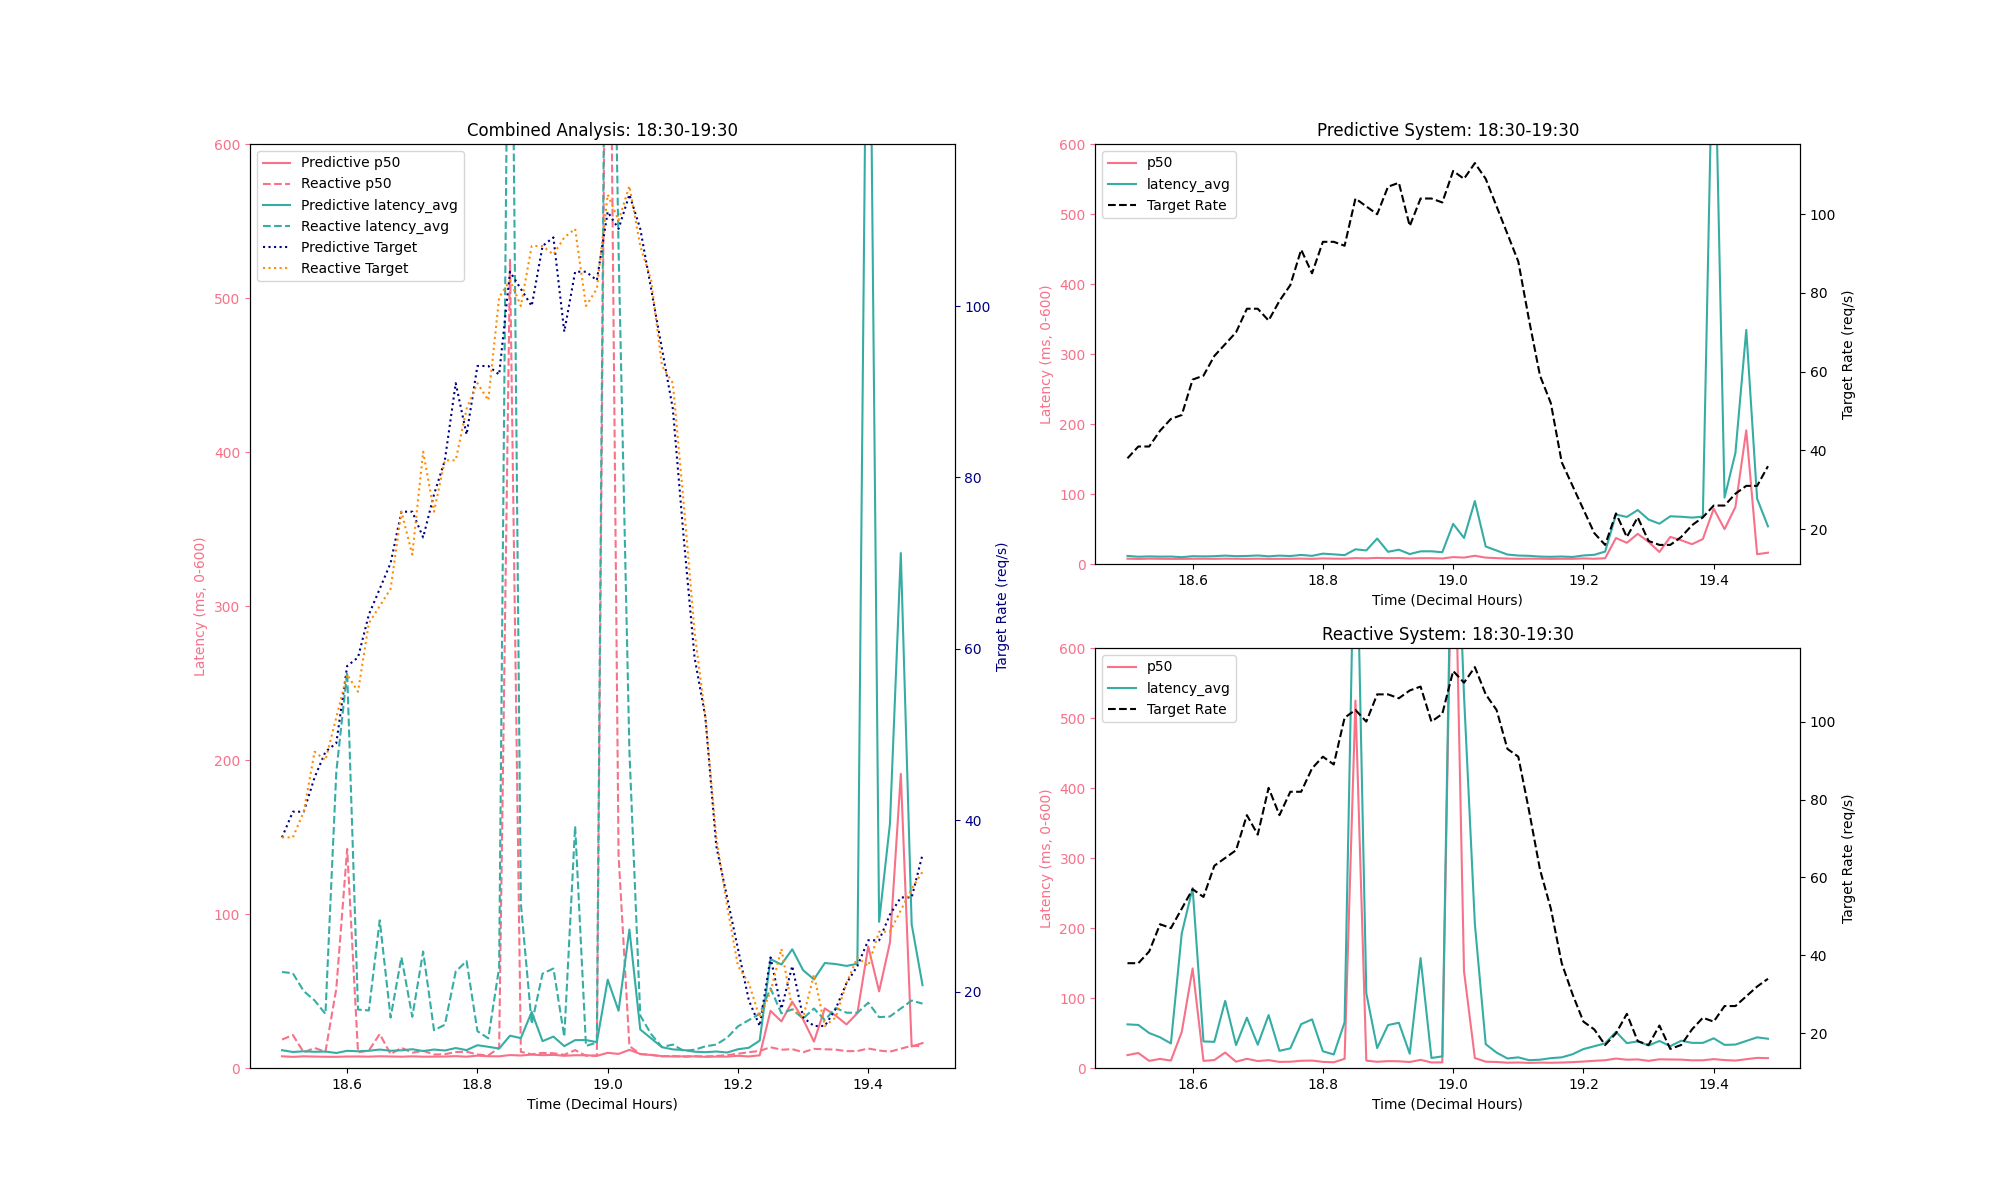 Combined Analysis: 18:30-19:30
Predictive p50
Reactive p50
Predictive latency_avg
Reactive latency_avg
Predictive Target
Reactive Target
600
500
400
300
200
100
0
Latency (ms, 0-600)
100
80
60
40
20
Target Rate (req/s)
18.6 18.8 19.0 19.2 19.4
Time (Decimal Hours)
Predictive System: 18:30-19:30
p50
latency_avg
Target Rate
600
500
400
300
200
100
0
Latency (ms, 0-600)
100
80
60
40
20
Target Rate (req/s)
18.6 18.8 19.0 19.2 19.4
Time (Decimal Hours)
Reactive System: 18:30-19:30
p50
latency_avg
Target Rate
600
500
400
300
200
100
0
Latency (ms, 0-600)
100
80
60
40
20
Target Rate (req/s)
18.6 18.8 19.0 19.2 19.4
Time (Decimal Hours)